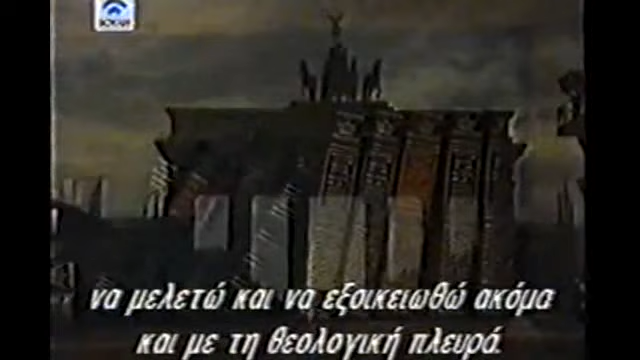 να μελετώ και να εξοικειωθώ ακόμα
και με τη θεολογική πλευρά